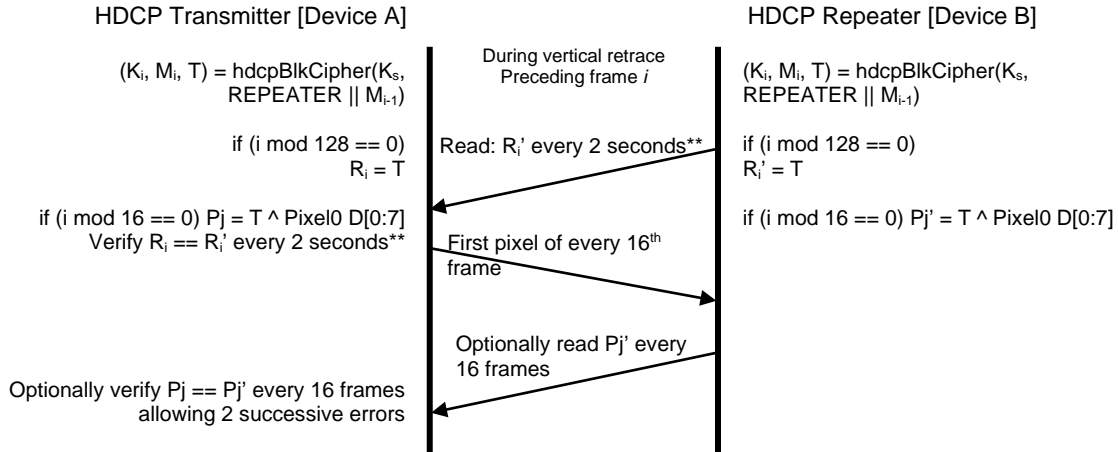 HDCP Transmitter [Device A]
HDCP Repeater [Device B]
During vertical retrace
Preceding frame i
(Ki, Mi, T) = hdcpBlkCipher(Ks,
REPEATER || Mi-1)
(Ki, Mi, T) = hdcpBlkCipher(Ks,
REPEATER || Mi-1)
if (i mod 128 == 0)
Ri = T
Read: Ri’ every 2 seconds**
if (i mod 128 == 0)
Ri’ = T
if (i mod 16 == 0) Pj = T ^ Pixel0 D[0:7]
Verify Ri == Ri’ every 2 seconds**
if (i mod 16 == 0) Pj’ = T ^ Pixel0 D[0:7]
First pixel of every 16th
frame
Optionally read Pj’ every
16 frames
Optionally verify Pj == Pj’ every 16 frames
allowing 2 successive errors